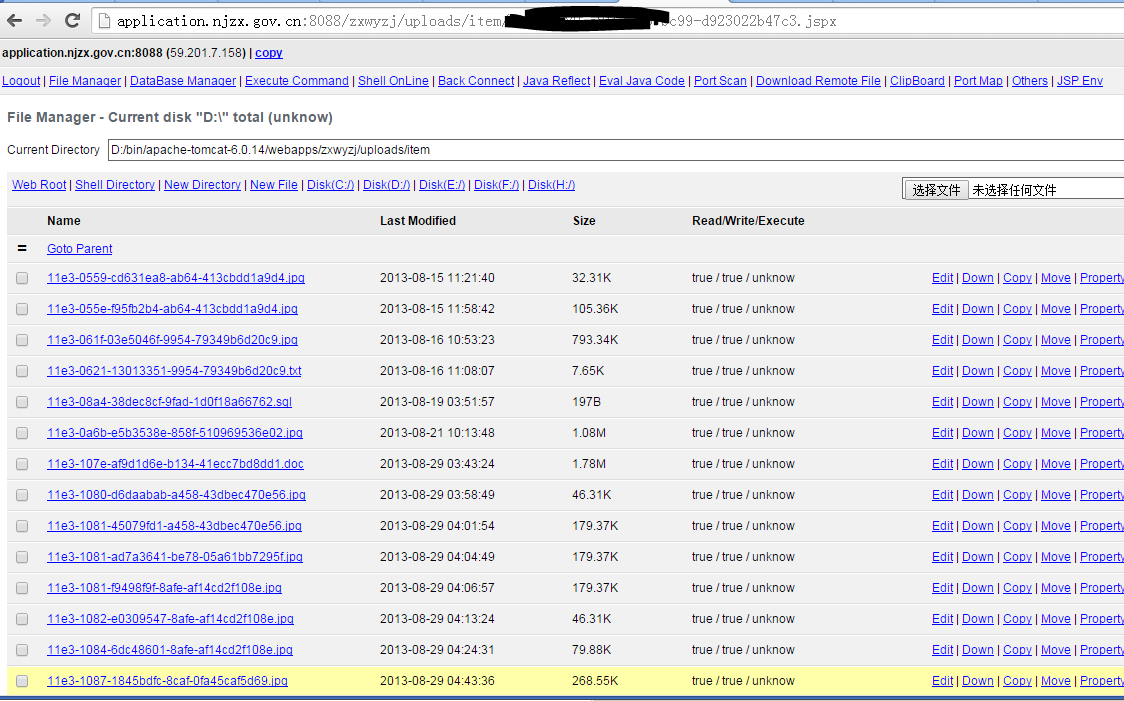 application.njzx.gov.cn:8088/zxwyzj/uploads/item/ c99-d923022b47c3.jspx
application.njzx.gov.cn:8088 (59.201.7.158) | copy
Logout | File Manager | DataBase Manager | Execute Command | Shell OnLine | Back Connect | Java Reflect | Eval Java Code | Port Scan | Download Remote File | ClipBoard | Port Map | Others | JSP Env
File Manager - Current disk "D:\" total (unknow)
Current Directory D:/bin/apache-tomcat-6.0.14/webapps/zxwyzj/uploads/item
Web Root | Shell Directory | New Directory | New File | Disk(C:/) | Disk(D:/) | Disk(E:/) | Disk(F:/) | Disk(H:/) 选择文件 未选择任何文件
Name Last Modified Size Read/Write/Execute
= Goto Parent
11e3-0559-cd631ea8-ab64-413cbdd1a9d4.jpg 2013-08-15 11:21:40 32.31K true / true / unknow Edit | Down | Copy | Move | Property
11e3-055e-f95fb2b4-ab64-413cbdd1a9d4.jpg 2013-08-15 11:58:42 105.36K true / true / unknow Edit | Down | Copy | Move | Property
11e3-061f-03e5046f-9954-79349b6d20c9.jpg 2013-08-16 10:53:23 793.34K true / true / unknow Edit | Down | Copy | Move | Property
11e3-0621-13013351-9954-79349b6d20c9.txt 2013-08-16 11:08:07 7.65K true / true / unknow Edit | Down | Copy | Move | Property
11e3-08a4-38dec8cf-9fad-1d0f18a66762.sql 2013-08-19 03:51:57 197B true / true / unknow Edit | Down | Copy | Move | Property
11e3-0a6b-e5b3538e-858f-510969536e02.jpg 2013-08-21 10:13:48 1.08M true / true / unknow Edit | Down | Copy | Move | Property
11e3-107e-af9d1d6e-b134-41ecc7bd8dd1.doc 2013-08-29 03:43:24 1.78M true / true / unknow Edit | Down | Copy | Move | Property
11e3-1080-d6daabab-a458-43dbec470e56.jpg 2013-08-29 03:58:49 46.31K true / true / unknow Edit | Down | Copy | Move | Property
11e3-1081-45079fd1-a458-43dbec470e56.jpg 2013-08-29 04:01:54 179.37K true / true / unknow Edit | Down | Copy | Move | Property
11e3-1081-ad7a3641-be78-05a61bb7295f.jpg 2013-08-29 04:04:49 179.37K true / true / unknow Edit | Down | Copy | Move | Property
11e3-1081-f9498f9f-8afe-af14cd2f108e.jpg 2013-08-29 04:06:57 179.37K true / true / unknow Edit | Down | Copy | Move | Property
11e3-1082-e0309547-8afe-af14cd2f108e.jpg 2013-08-29 04:13:24 46.31K true / true / unknow Edit | Down | Copy | Move | Property
11e3-1084-6dc48601-8afe-af14cd2f108e.jpg 2013-08-29 04:24:31 79.88K true / true / unknow Edit | Down | Copy | Move | Property
11e3-1087-1845bdfc-8caf-0fa45caf5d69.jpg 2013-08-29 04:43:36 268.55K true / true / unknow Edit | Down | Copy | Move | Property